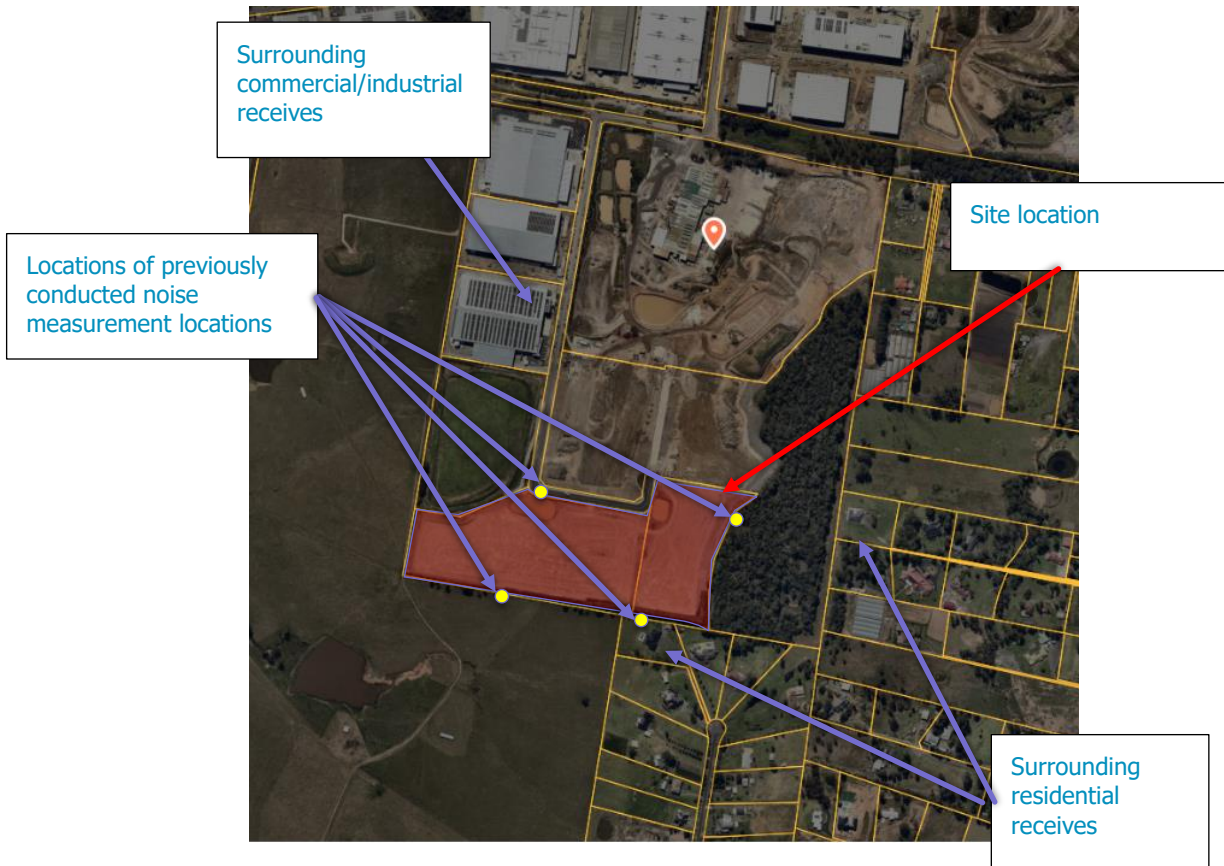 Surrounding
commercial/industrial
receives
Site location
Locations of previously
conducted noise
measurement locations
Surrounding
residential
receives